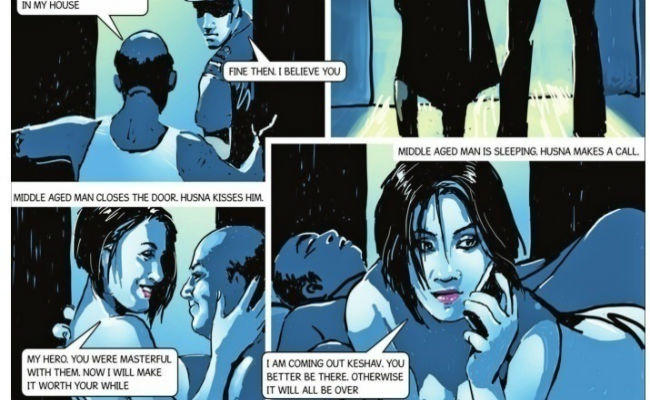 IN MY HOUSE
FINE THEN. I BELIEVE YOU
MIDDLE AGED MAN CLOSES THE DOOR. HUSNA KISSES HIM.
MY HERO. YOU WERE MASTERFUL
WITH THEM. NOW I WILL MAKE
IT WORTH YOUR WHILE
MIDDLE AGED MAN IS SLEEPING. HUSNA MAKES A CALL.
I AM COMING OUT KESHAV. YOU
BETTER BE THERE. OTHERWISE
IT WILL ALL BE OVER